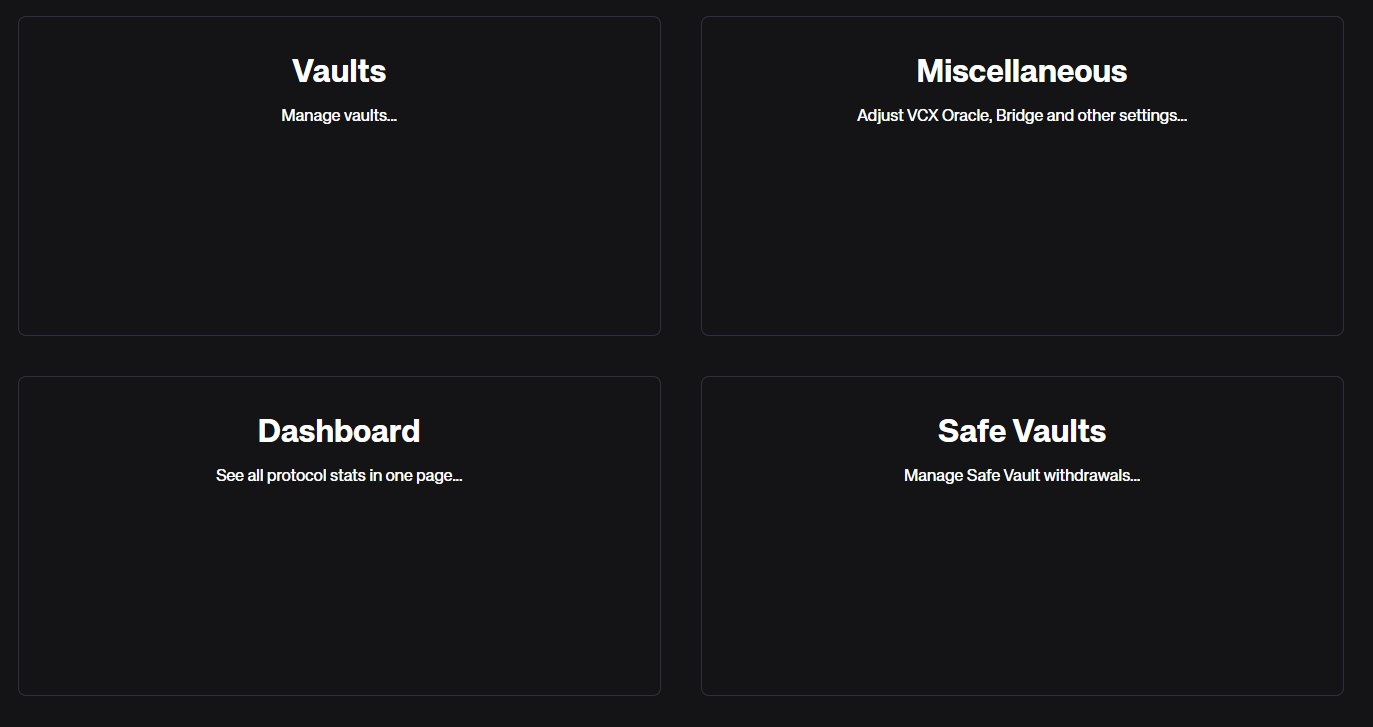 Vaults
Manage vaults...
Miscellaneous
Adjust VCX Oracle, Bridge and other settings...
Dashboard
See all protocol stats in one page...
Safe Vaults
Manage Safe Vault withdrawals...